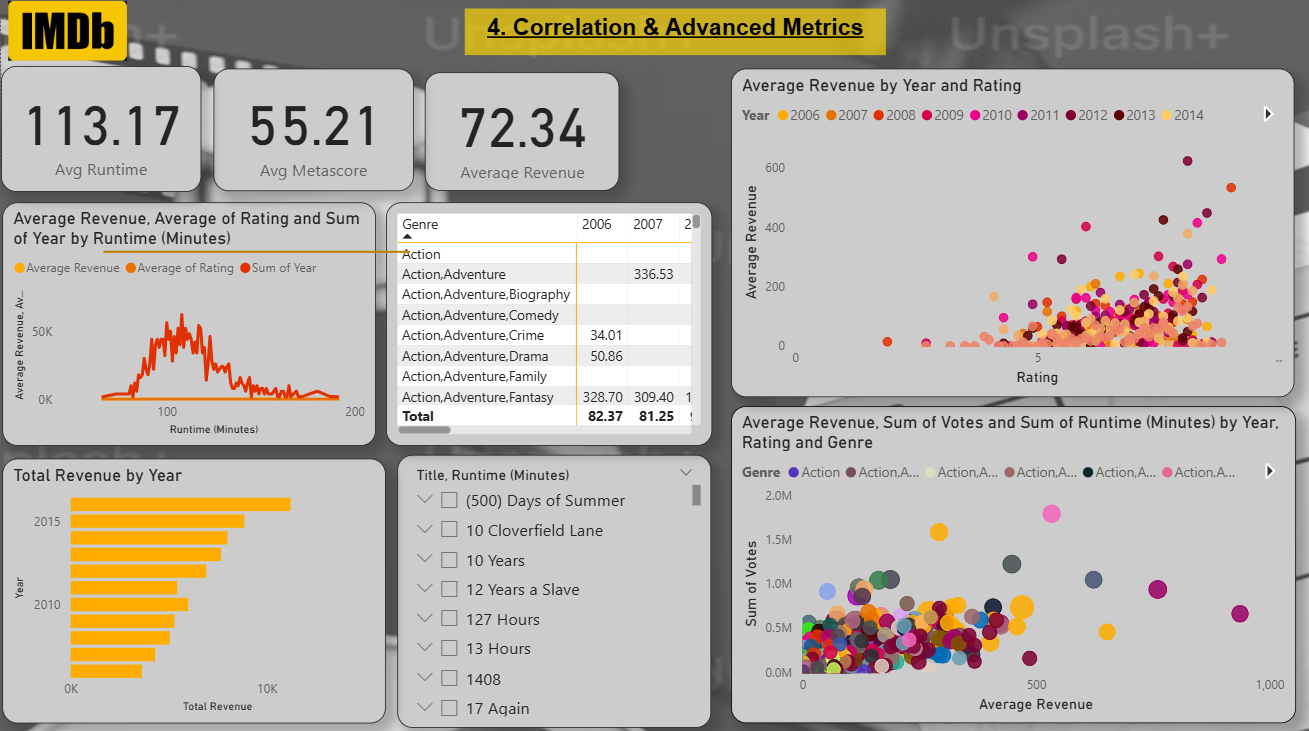 IMDb
4. Correlation & Advanced Metrics
Unsplash+
Unsplash+
113.17
Avg Runtime
55.21
Avg Metascore
72.34
Average Revenue
Average Revenue, Average of Rating and Sum
of Year by Runtime (Minutes)
Average Revenue Average of Rating Sum of Year
Average Revenue, Av...
50K
0K
100 200
Runtime (Minutes)
Genre 2006 2007 2
Action
Action,Adventure 336.53
Action,Adventure,Biography
Action,Adventure,Comedy
Action,Adventure,Crime 34.01
Action,Adventure,Drama 50.86
Action,Adventure,Family
Action,Adventure,Fantasy 328.70 309.40 1
Total 82.37 81.25
Total Revenue by Year
Year
2015
2010
0K 10K
Total Revenue
Title, Runtime (Minutes)
(500) Days of Summer
10 Cloverfield Lane
10 Years
12 Years a Slave
127 Hours
13 Hours
1408
17 Again
Average Revenue by Year and Rating
Year 2006 2007 2008 2009 2010 2011 2012 2013 2014
Average Revenue
600
400
200
0
0 5 ...
Rating
Average Revenue, Sum of Votes and Sum of Runtime (Minutes) by Year,
Rating and Genre
Genre Action Action,A... Action,A... Action,A... Action,A... Action,A...
Sum of Votes
2.0M
1.5M
1.0M
0.5M
0.0M
0 500 1,000
Average Revenue